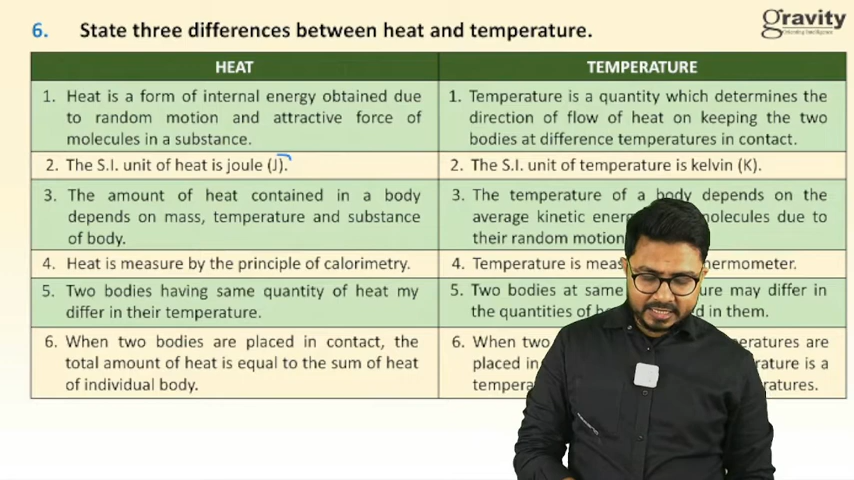 gravity
6. State three differences between heat and temperature.
HEAT
TEMPERATURE
1. Heat is a form of internal energy obtained due
to random motion and attractive force of
molecules in a substance.
1. Temperature is a quantity which determines the
direction of flow of heat on keeping the two
bodies at difference temperatures in contact.
2. The S.I. unit of heat is joule (J).
2. The S.I. unit of temperature is kelvin (K).
3. The amount of heat contained in a body
depends on mass, temperature and substance
of body.
3. The temperature of a body depends on the
average kinetic molecules due to
their random motion
4. Heat is measure by the principle of calorimetry.
4. Temperature is
5. Two bodies having same quantity of heat my
differ in their temperature.
5. Two bodies at same may differ in
the quantities of in them.
6. When two bodies are placed in contact, the
total amount of heat is equal to the sum of heat
of individual body.
6. When two are
placed in is a